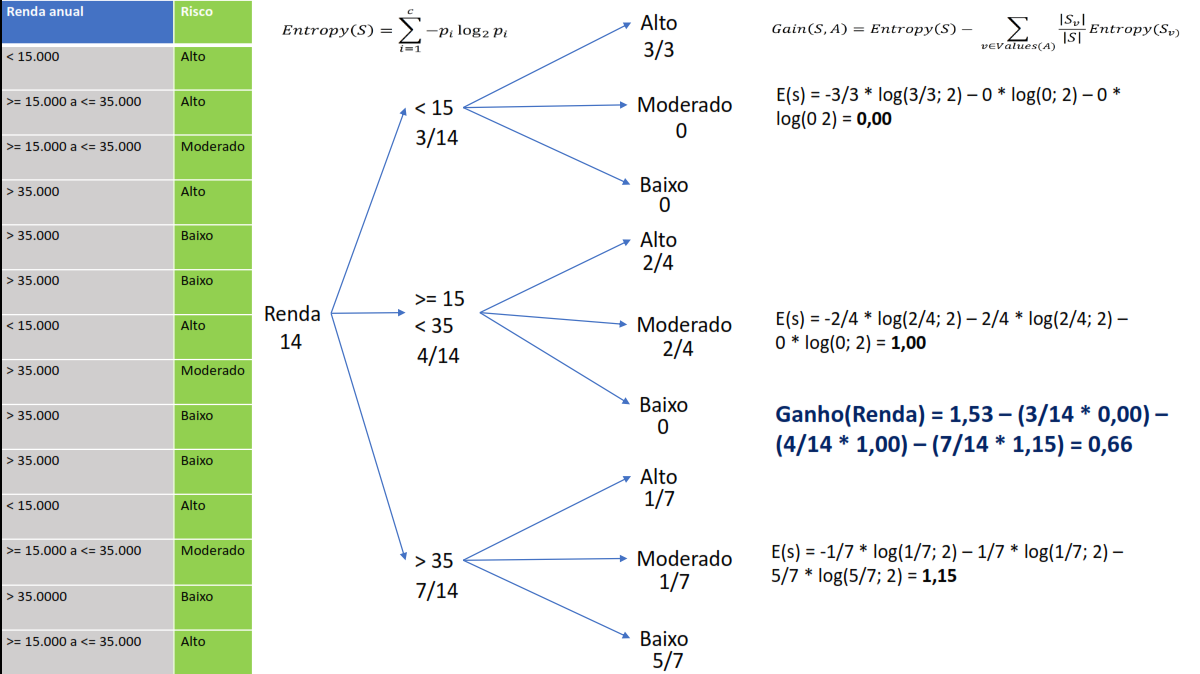 Renda anual Risco
< 15.000 Alto
>= 15.000 a <= 35.000 Alto
>= 15.000 a <= 35.000 Moderado
> 35.000 Alto
> 35.000 Baixo
> 35.000 Baixo
< 15.000 Alto
> 35.000 Moderado
> 35.000 Baixo
> 35.000 Baixo
< 15.000 Alto
>= 15.000 a <= 35.000 Moderado
> 35.0000 Baixo
>= 15.000 a <= 35.000 Alto
Entropy(S) = ∑ i=1 c −pᵢ log₂ pᵢ
Renda
14
< 15
3/14
Alto
3/3
Moderado
0
Baixo
0
>= 15
< 35
4/14
Alto
2/4
Moderado
2/4
Baixo
0
> 35
7/14
Alto
1/7
Moderado
1/7
Baixo
5/7
Gain(S, A) = Entropy(S) − ∑ v∈Values(A) |Sᵥ|/|S| Entropy(Sᵥ)
E(s) = -3/3 * log(3/3; 2) – 0 * log(0; 2) – 0 *
log(0 2) = 0,00
E(s) = -2/4 * log(2/4; 2) – 2/4 * log(2/4; 2) –
0 * log(0; 2) = 1,00
Ganho(Renda) = 1,53 – (3/14 * 0,00) –
(4/14 * 1,00) – (7/14 * 1,15) = 0,66
E(s) = -1/7 * log(1/7; 2) – 1/7 * log(1/7; 2) –
5/7 * log(5/7; 2) = 1,15